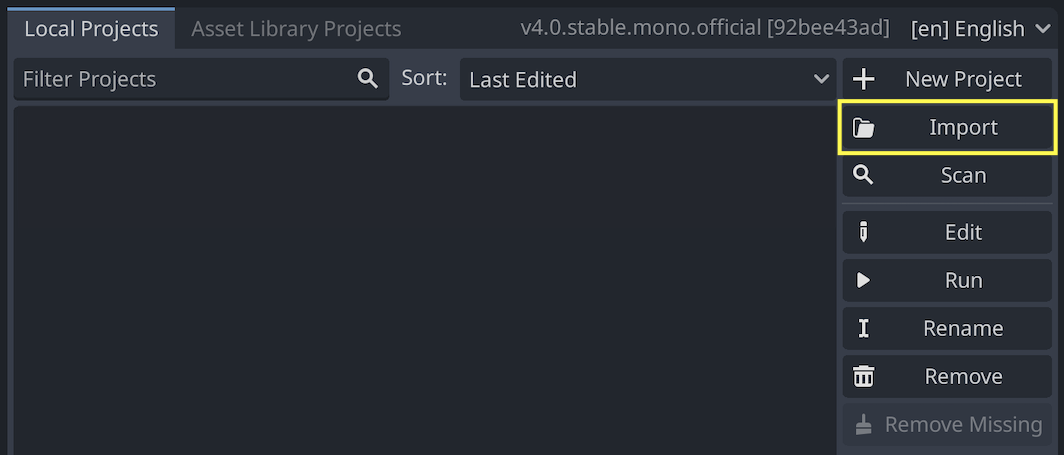 Local Projects
Asset Library Projects
v4.0.stable.mono.official [92bee43ad]
[en] English
Filter Projects
Sort:
Last Edited
New Project
Import
Scan
Edit
Run
Rename
Remove
Remove Missing